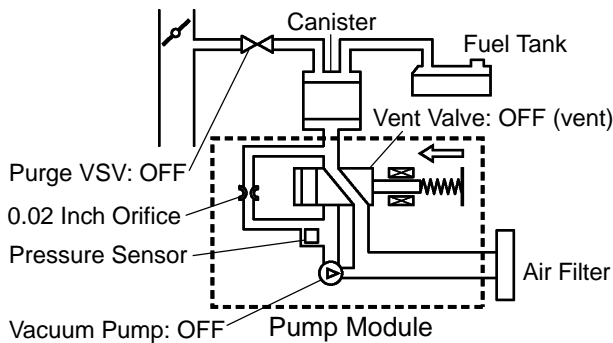 Canister
Fuel Tank
Vent Valve: OFF (vent)
Purge VSV: OFF
0.02 Inch Orifice
Pressure Sensor
Air Filter
Vacuum Pump: OFF
Pump Module